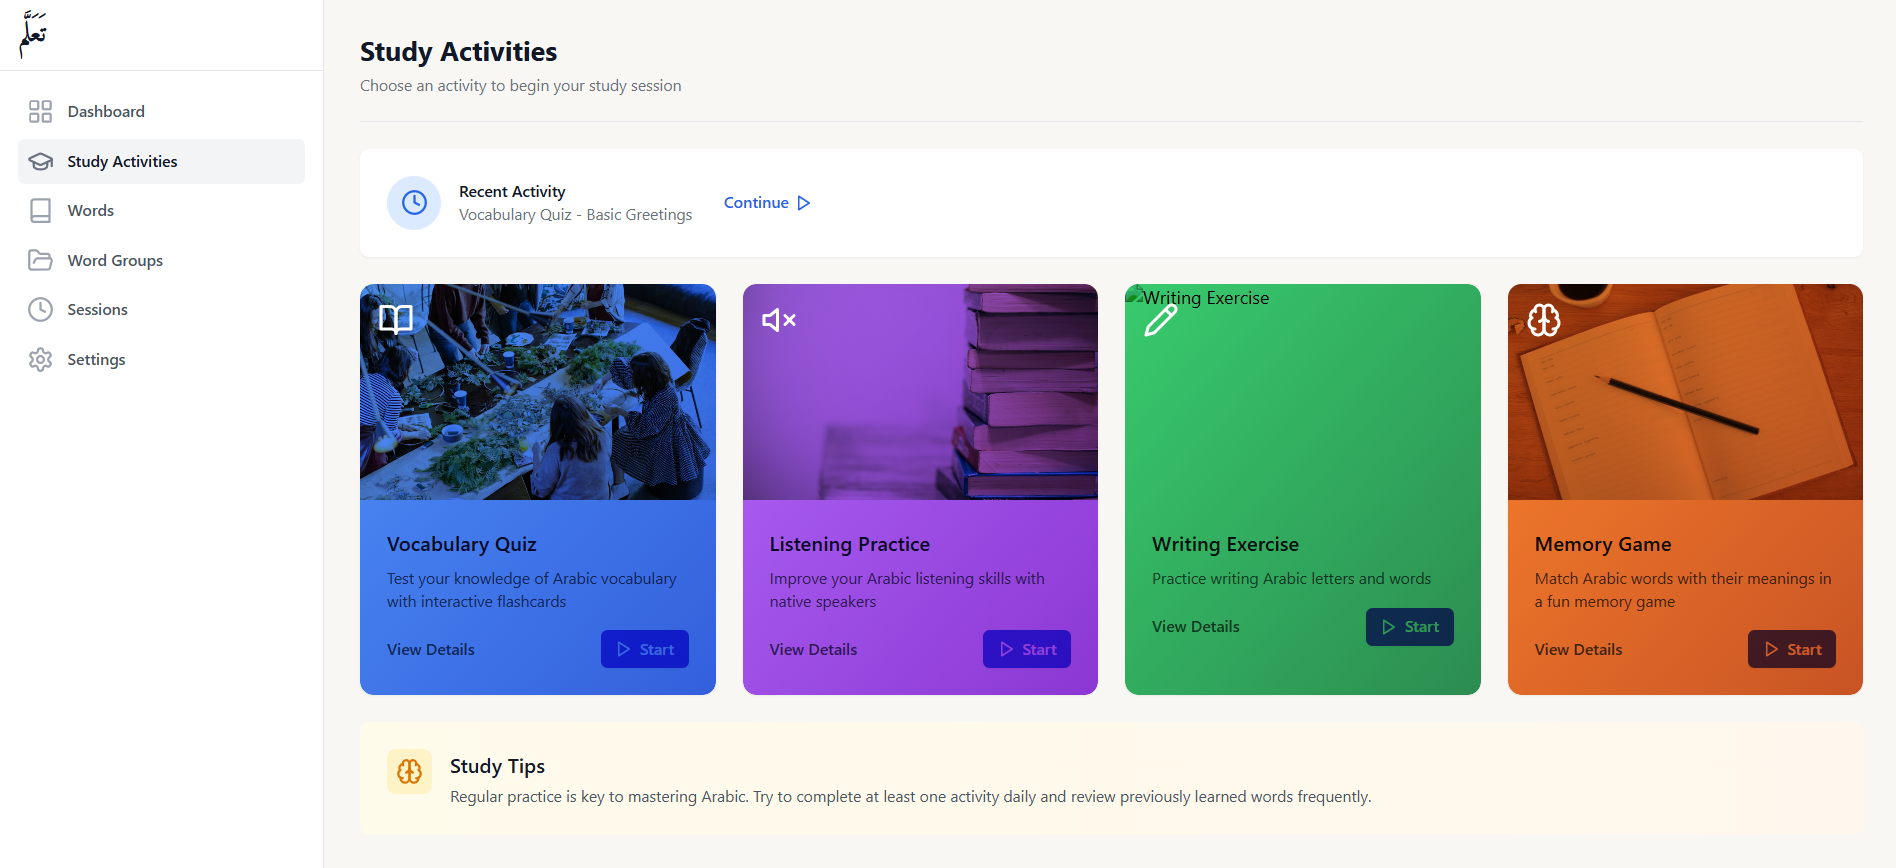 تَعَلَّم
Dashboard
Study Activities
Words
Word Groups
Sessions
Settings
Study Activities
Choose an activity to begin your study session
Recent Activity
Vocabulary Quiz - Basic Greetings
Continue
Vocabulary Quiz
Test your knowledge of Arabic vocabulary
with interactive flashcards
View Details
Start
Listening Practice
Improve your Arabic listening skills with
native speakers
View Details
Start
Writing Exercise
Writing Exercise
Practice writing Arabic letters and words
View Details
Start
Memory Game
Match Arabic words with their meanings in
a fun memory game
View Details
Start
Study Tips
Regular practice is key to mastering Arabic. Try to complete at least one activity daily and review previously learned words frequently.